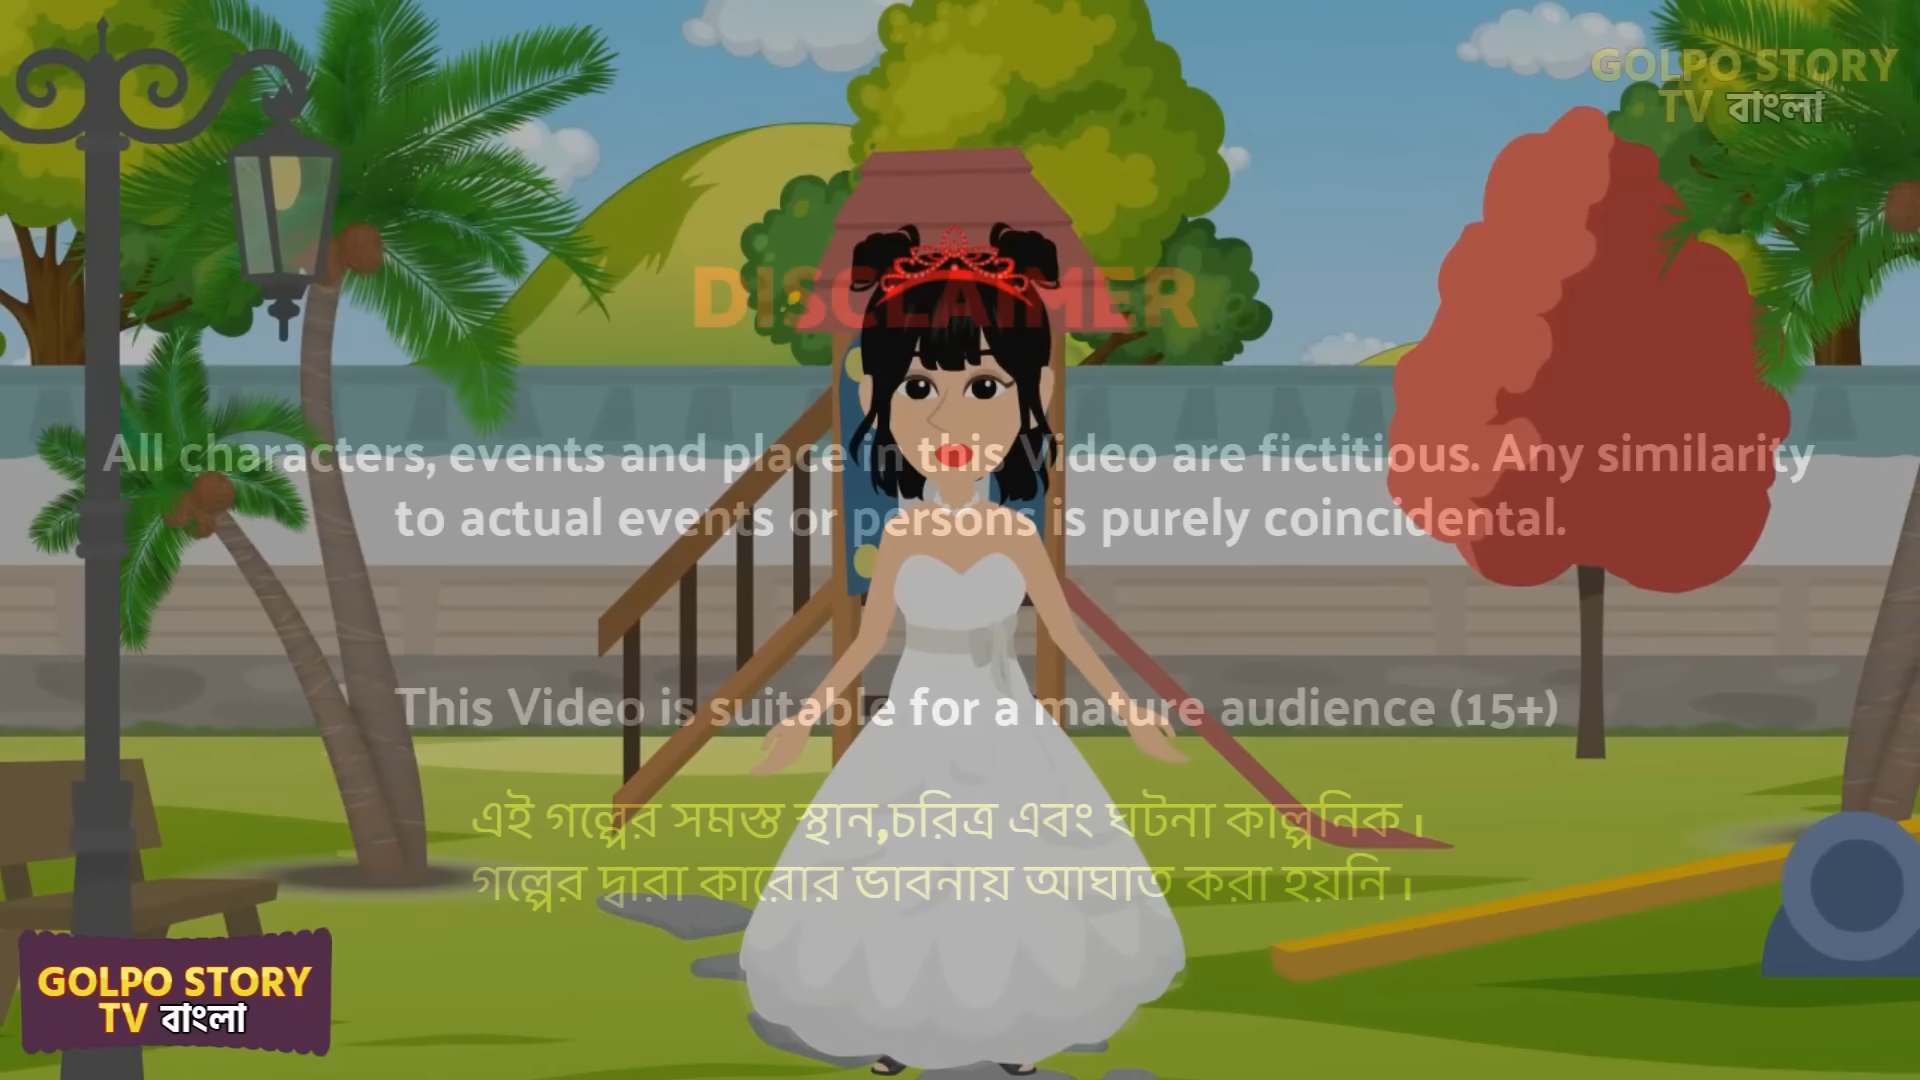 GOLPO STORY
TV বাংলা
DISCLAIMER
All characters, events and place in this Video are fictitious. Any similarity
to actual events or persons is purely coincidental.
This Video is suitable for a mature audience (15+)
এই গল্পের সমস্ত স্থান,চরিত্র এবং ঘটনা কাল্পনিক।
গল্পের দ্বারা কারোর ভাবনায় আঘাত করা হয়নি।
GOLPO STORY
TV বাংলা